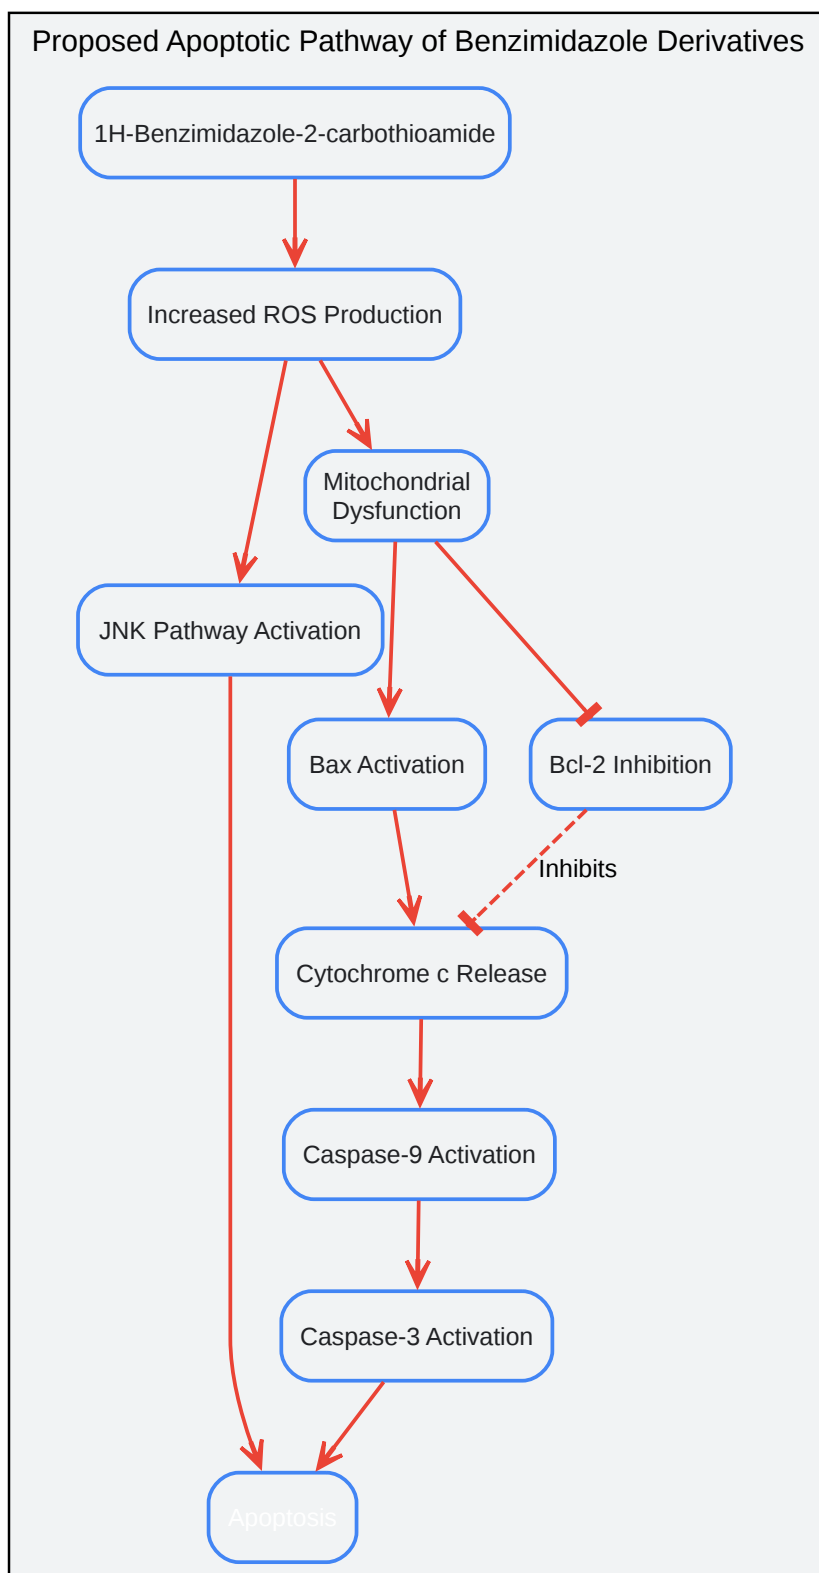 Proposed Apoptotic Pathway of Benzimidazole Derivatives
1H-Benzimidazole-2-carbothioamide
Increased ROS Production
Mitochondrial
Dysfunction
JNK Pathway Activation
Bax Activation
Bcl-2 Inhibition
Inhibits
Cytochrome c Release
Caspase-9 Activation
Caspase-3 Activation
Apoptosis